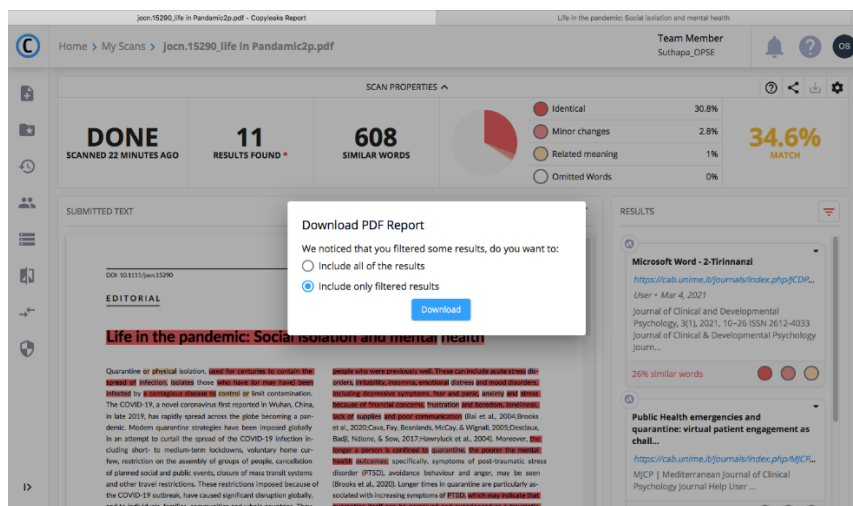 jocn.15290_life in Pandamic2p.pdf - Copyleaks Report
Life in the pandemic: Social isolation and mental health
C
Home > My Scans > jocn.15290_life in Pandamic2p.pdf
Team Member
Suthapa_OPSE
OS
SCAN PROPERTIES
DONE
SCANNED 22 MINUTES AGO
11
RESULTS FOUND *
608
SIMILAR WORDS
Identical 30.8%
Minor changes 2.8%
Related meaning 1%
Omitted Words 0%
34.6%
MATCH
SUBMITTED TEXT
RESULTS
Download PDF Report
We noticed that you filtered some results, do you want to:
Include all of the results
Include only filtered results
Download
DOI: 10.1111/jocn.15290
EDITORIAL
Life in the pandemic: Social isolation and mental health
Quarantine or physical isolation, used for centuries to contain the
spread of infection, isolates those who have (or may have) been
infected by a contagious disease to control or limit contamination.
The COVID-19, a novel coronavirus first reported in Wuhan, China,
in late 2019, has rapidly spread across the globe becoming a pan-
demic. Modern quarantine strategies have been imposed globally
in an attempt to curtail the spread of the COVID-19 infection in-
cluding short- to medium-term lockdowns, voluntary home cur-
few, restriction on the assembly of groups of people, cancellation
of planned social and public events, closure of mass transit systems
and other travel restrictions. These restrictions imposed because of
the COVID-19 outbreak, have caused significant disruption globally,
people who were previously well. These can include acute stress dis-
orders, irritability, insomnia, emotional distress and mood disorders,
including depressive symptoms, fear and panic, anxiety and stress
because of financial concerns, frustration and boredom, loneliness,
lack of supplies and poor communication (Bai et al., 2004;Brooks
et al., 2020;Cava, Fay, Beanlands, McCay, & Wignall, 2005;Desclaux,
Badji, Ndione, & Sow, 2017;Hawryluck et al., 2004). Moreover, the
longer a person is confined to quarantine, the poorer the mental
health outcomes; specifically, symptoms of post-traumatic stress
disorder (PTSD), avoidance behaviour and anger, may be seen
(Brooks et al., 2020). Longer times in quarantine are particularly as-
sociated with increasing symptoms of PTSD, which may indicate that
Microsoft Word - 2-Tirinnanzi
https://cab.unime.it/journals/index.php/JCDP...
User • Mar 4, 2021
Journal of Clinical and Developmental
Psychology, 3(1), 2021, 10–26 ISSN 2612-4033
Journal of Clinical & Developmental Psychology
Journ...
26% similar words
Public Health emergencies and
quarantine: virtual patient engagement as
chall...
https://cab.unime.it/journals/index.php/MJCP...
MJCP | Mediterranean Journal of Clinical
Psychology Journal Help User ...